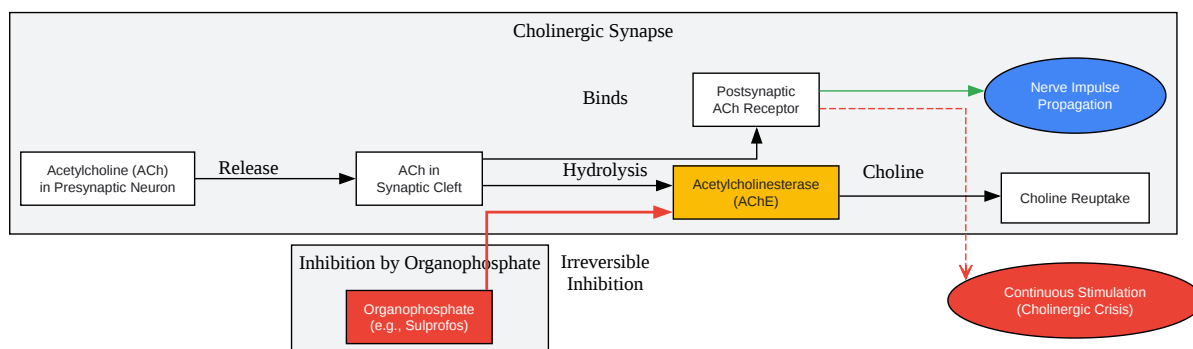 Cholinergic Synapse
Binds
Postsynaptic
ACh Receptor
Nerve Impulse
Propagation
Acetylcholine (ACh)
in Presynaptic Neuron
Release
ACh in
Synaptic Cleft
Hydrolysis
Acetylcholinesterase
(AChE)
Choline
Choline Reuptake
Inhibition by Organophosphate
Irreversible
Inhibition
Organophosphate
(e.g., Sulprofos)
Continuous Stimulation
(Cholinergic Crisis)